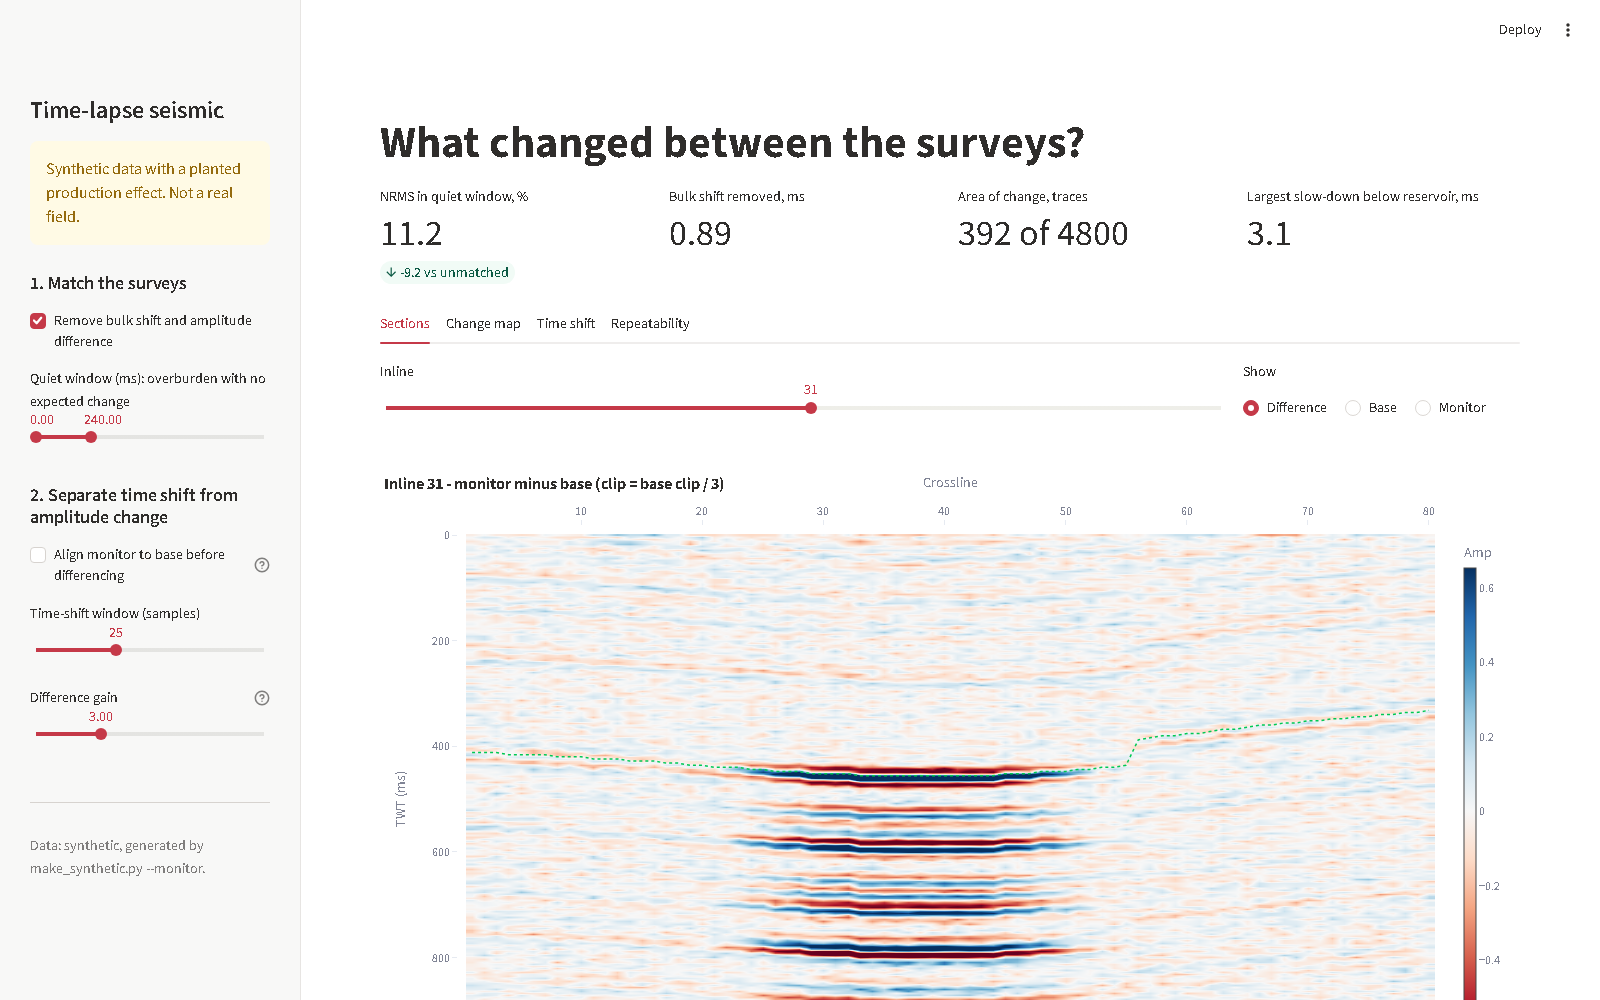 Deploy
Time-lapse seismic
Synthetic data with a planted
production effect. Not a real
field.
1. Match the surveys
Remove bulk shift and amplitude
difference
Quiet window (ms): overburden with no
expected change
0.00 240.00
2. Separate time shift from
amplitude change
Align monitor to base before
differencing
Time-shift window (samples)
25
Difference gain
3.00
Data: synthetic, generated by
make_synthetic.py --monitor.
What changed between the surveys?
NRMS in quiet window, %
11.2
↓ -9.2 vs unmatched
Bulk shift removed, ms
0.89
Area of change, traces
392 of 4800
Largest slow-down below reservoir, ms
3.1
Sections Change map Time shift Repeatability
Inline
31
Show
Difference Base Monitor
Inline 31 - monitor minus base (clip = base clip / 3)
Crossline
10 20 30 40 50 60 70 80
0
200
400
600
800
TWT (ms)
Amp
0.6
0.4
0.2
0
−0.2
−0.4